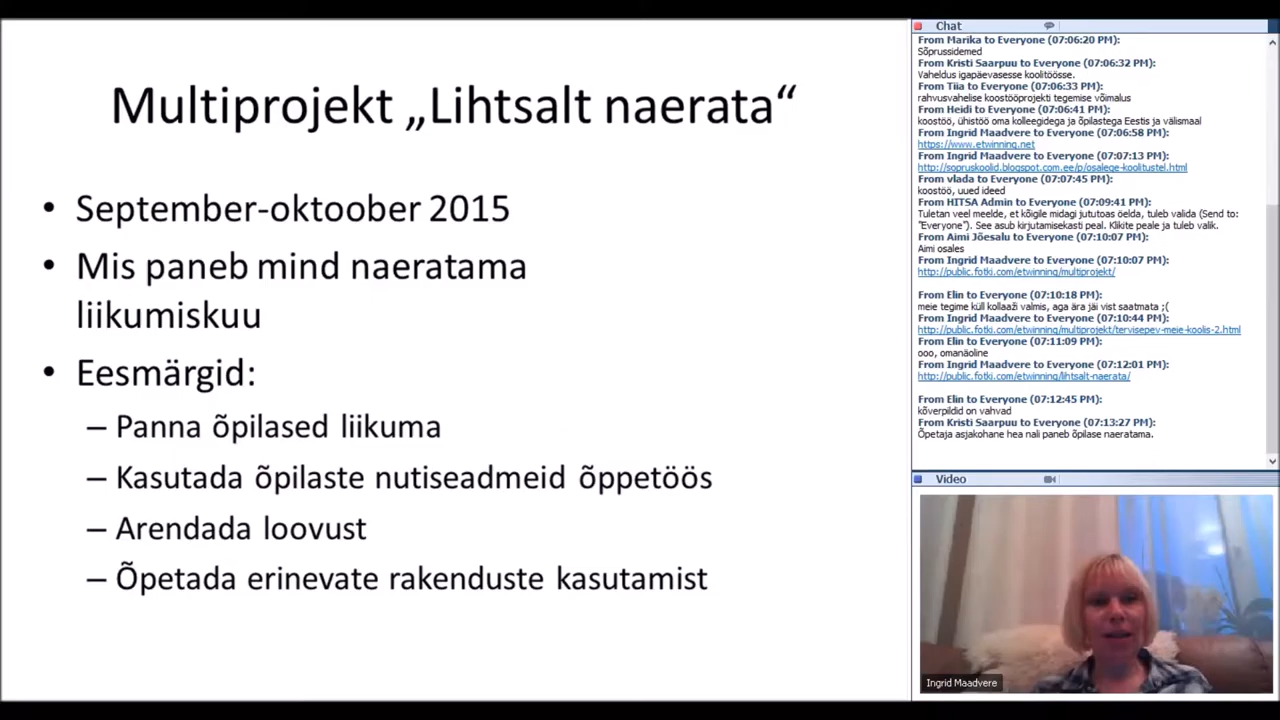 Multiprojekt „Lihtsalt naerata“
• September-oktoober 2015
• Mis paneb mind naeratama
liikumiskuu
• Eesmärgid:
– Panna õpilased liikuma
– Kasutada õpilaste nutiseadmeid õppetöös
– Arendada loovust
– Õpetada erinevate rakenduste kasutamist
Chat
From Marika to Everyone (07:06:20 PM):
Sõprussidemed
From Kristi Saarpuu to Everyone (07:06:32 PM):
Vaheldus igapäevasesse koolitöösse.
From Tiia to Everyone (07:06:33 PM):
rahvusvahelise koostööprojekti tegemise võimalus
From Heidi to Everyone (07:06:41 PM):
koostöö, ühistöö oma kolleegidega ja õpilastega Eestis ja välismaal
From Ingrid Maadvere to Everyone (07:06:58 PM):
https://www.etwinning.net
From Ingrid Maadvere to Everyone (07:07:13 PM):
http://sopruskoolid.blogspot.com.ee/p/osalege-koolitustel.html
From vlada to Everyone (07:07:45 PM):
koostöö, uued ideed
From HITSA Admin to Everyone (07:09:41 PM):
Tuletan veel meelde, et kõigile midagi jututoas öelda, tuleb valida (Send to:
"Everyone"). See asub kirjutamisekasti peal. Klikite peale ja tuleb valik.
From Aimi Jõesalu to Everyone (07:10:07 PM):
Aimi osales
From Ingrid Maadvere to Everyone (07:10:07 PM):
http://public.fotki.com/etwinning/multiprojekt/
From Elin to Everyone (07:10:18 PM):
meie tegime küll kollaaži valmis, aga ära jäi vist saatmata ;(
From Ingrid Maadvere to Everyone (07:10:44 PM):
http://public.fotki.com/etwinning/multiprojekt/tervisepev-meie-koolis-2.html
From Elin to Everyone (07:11:09 PM):
ooo, omanäoline
From Ingrid Maadvere to Everyone (07:12:01 PM):
http://public.fotki.com/etwinning/lihtsalt-naerata/
From Elin to Everyone (07:12:45 PM):
kõverpildid on vahvad
From Kristi Saarpuu to Everyone (07:13:27 PM):
Õpetaja asjakohane hea nali paneb õpilase naeratama.
Video
Ingrid Maadvere